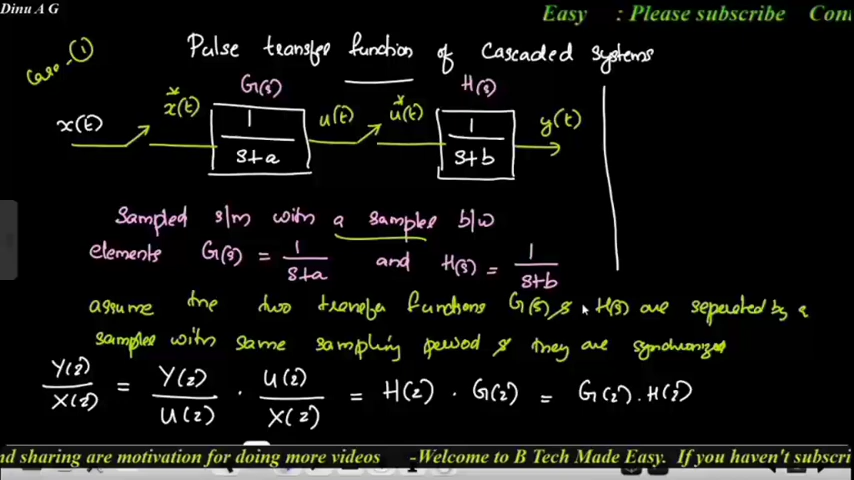 Dinu A G
Easy : Please subscribe Com
Case-①
Pulse transfer function of Cascaded systems
G(s) H(s)
x(t) x*(t) 1/(s+a) u(t) u*(t) 1/(s+b) y(t)
Sampled s/m with a sampler b/w
elements G(s) = 1/(s+a) and H(s) = 1/(s+b)
assume the two transfer functions G(s) & H(s) are seperated by a
sampler with same sampling period & they are synchronized
Y(z)/X(z) = Y(z)/U(z) · U(z)/X(z) = H(z) · G(z) = G(z) · H(z)
nd sharing are motivation for doing more videos -Welcome to B Tech Made Easy. If you haven't subscri